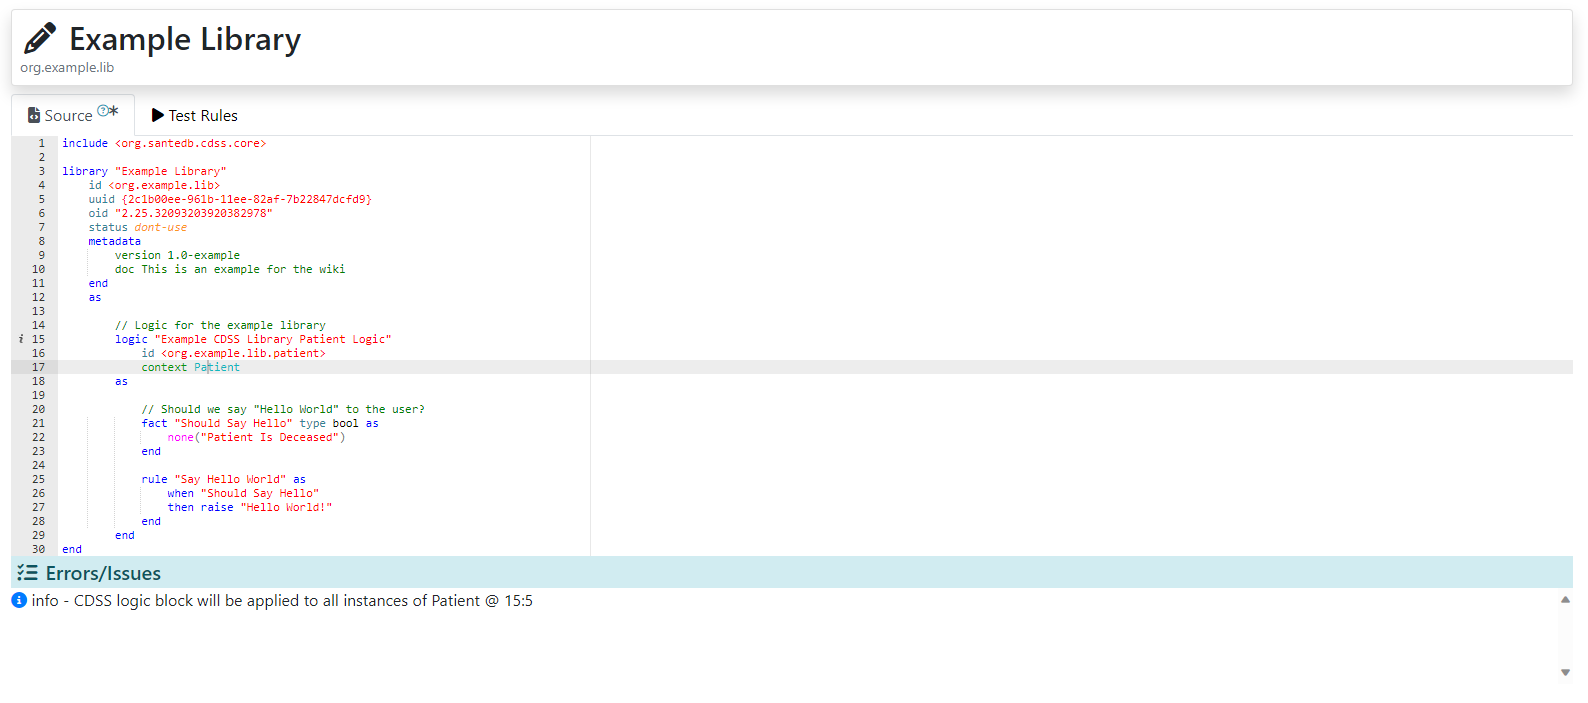 Example Library
org.example.lib
Source ?*
Test Rules
1 include <org.santedb.cdss.core>
2
3 library "Example Library"
4 id <org.example.lib>
5 uuid {2c1b00ee-961b-11ee-82af-7b22847dcfd9}
6 oid "2.25.32093203920382978"
7 status dont-use
8 metadata
9 version 1.0-example
10 doc This is an example for the wiki
11 end
12 as
13
14 // Logic for the example library
i 15 logic "Example CDSS Library Patient Logic"
16 id <org.example.lib.patient>
17 context Patient
18 as
19
20 // Should we say "Hello World" to the user?
21 fact "Should Say Hello" type bool as
22 none("Patient Is Deceased")
23 end
24
25 rule "Say Hello World" as
26 when "Should Say Hello"
27 then raise "Hello World!"
28 end
29 end
30 end
Errors/Issues
info - CDSS logic block will be applied to all instances of Patient @ 15:5